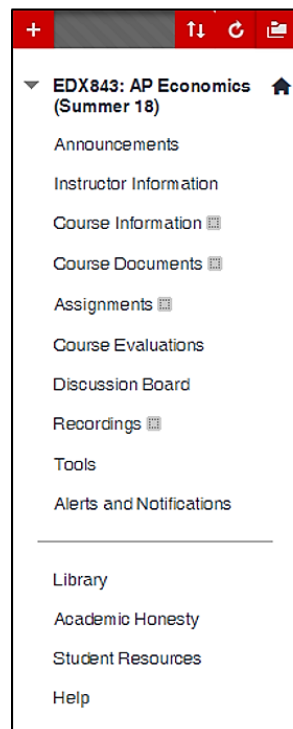 EDX843: AP Economics
(Summer 18)
Announcements
Instructor Information
Course Information
Course Documents
Assignments
Course Evaluations
Discussion Board
Recordings
Tools
Alerts and Notifications
Library
Academic Honesty
Student Resources
Help